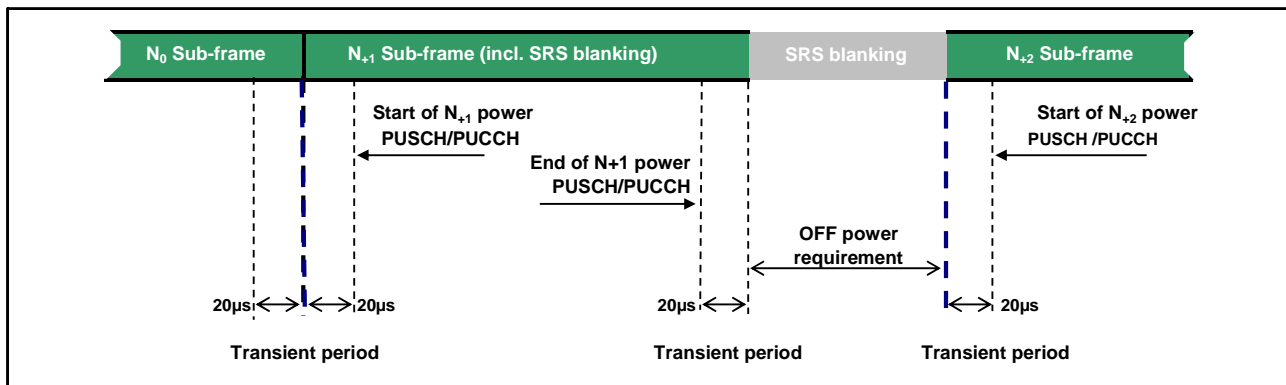 N₀ Sub-frame
N₊₁ Sub-frame (incl. SRS blanking)
SRS blanking
N₊₂ Sub-frame
Start of N₊₁ power
PUSCH/PUCCH
End of N+1 power
PUSCH/PUCCH
Start of N₊₂ power
PUSCH /PUCCH
OFF power
requirement
20µs
20µs
20µs
20µs
Transient period
Transient period
Transient period